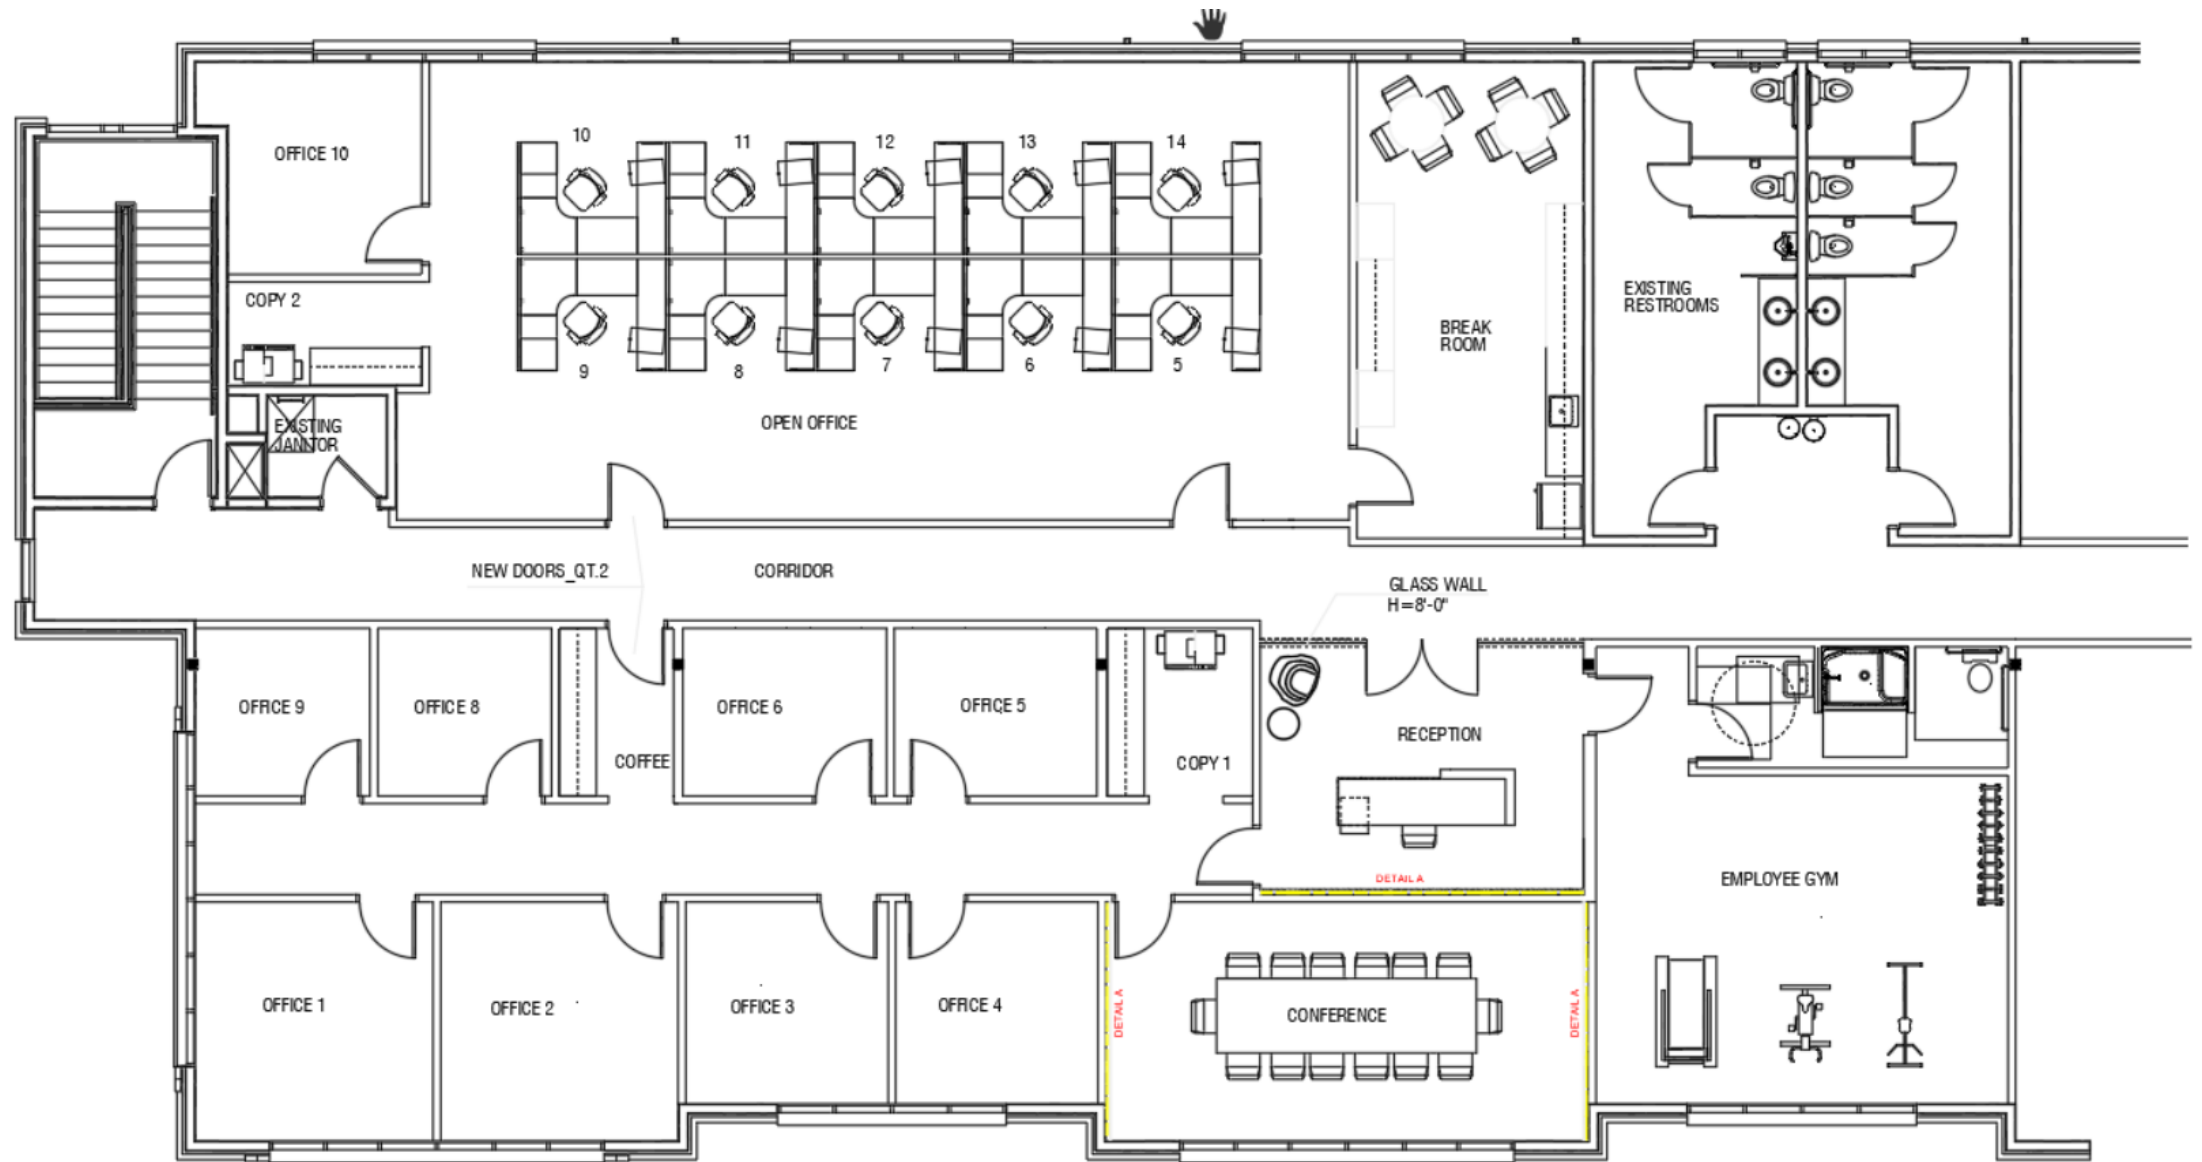 10
11
12
13
14
OFFICE 10
COPY 2
EXISTING
RESTROOMS
BREAK
ROOM
9
8
7
6
5
OPEN OFFICE
EXISTING
JANITOR
NEW DOORS_QT.2
CORRIDOR
GLASS WALL
H=8'-0"
OFFICE 9
OFFICE 8
OFFICE 6
OFFICE 5
RECEPTION
COFFEE
COPY 1
DETAIL A
EMPLOYEE GYM
OFFICE 1
OFFICE 2
OFFICE 3
OFFICE 4
DETAIL A
CONFERENCE
DETAIL A